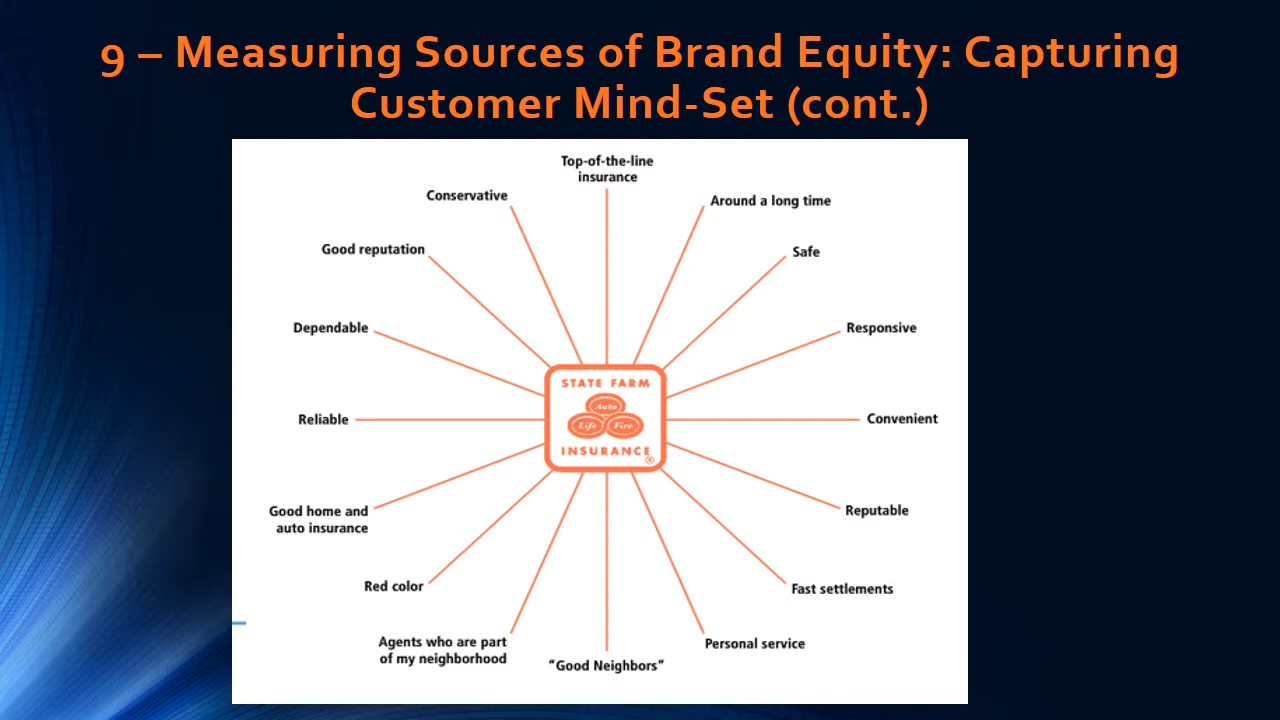 9 – Measuring Sources of Brand Equity: Capturing
Customer Mind-Set (cont.)
Top-of-the-line
insurance
Conservative
Around a long time
Good reputation
Safe
Dependable
Responsive
STATE FARM
Auto
Life Fire
INSURANCE®
Reliable
Convenient
Good home and
auto insurance
Reputable
Red color
Fast settlements
Agents who are part
of my neighborhood
Personal service
“Good Neighbors”